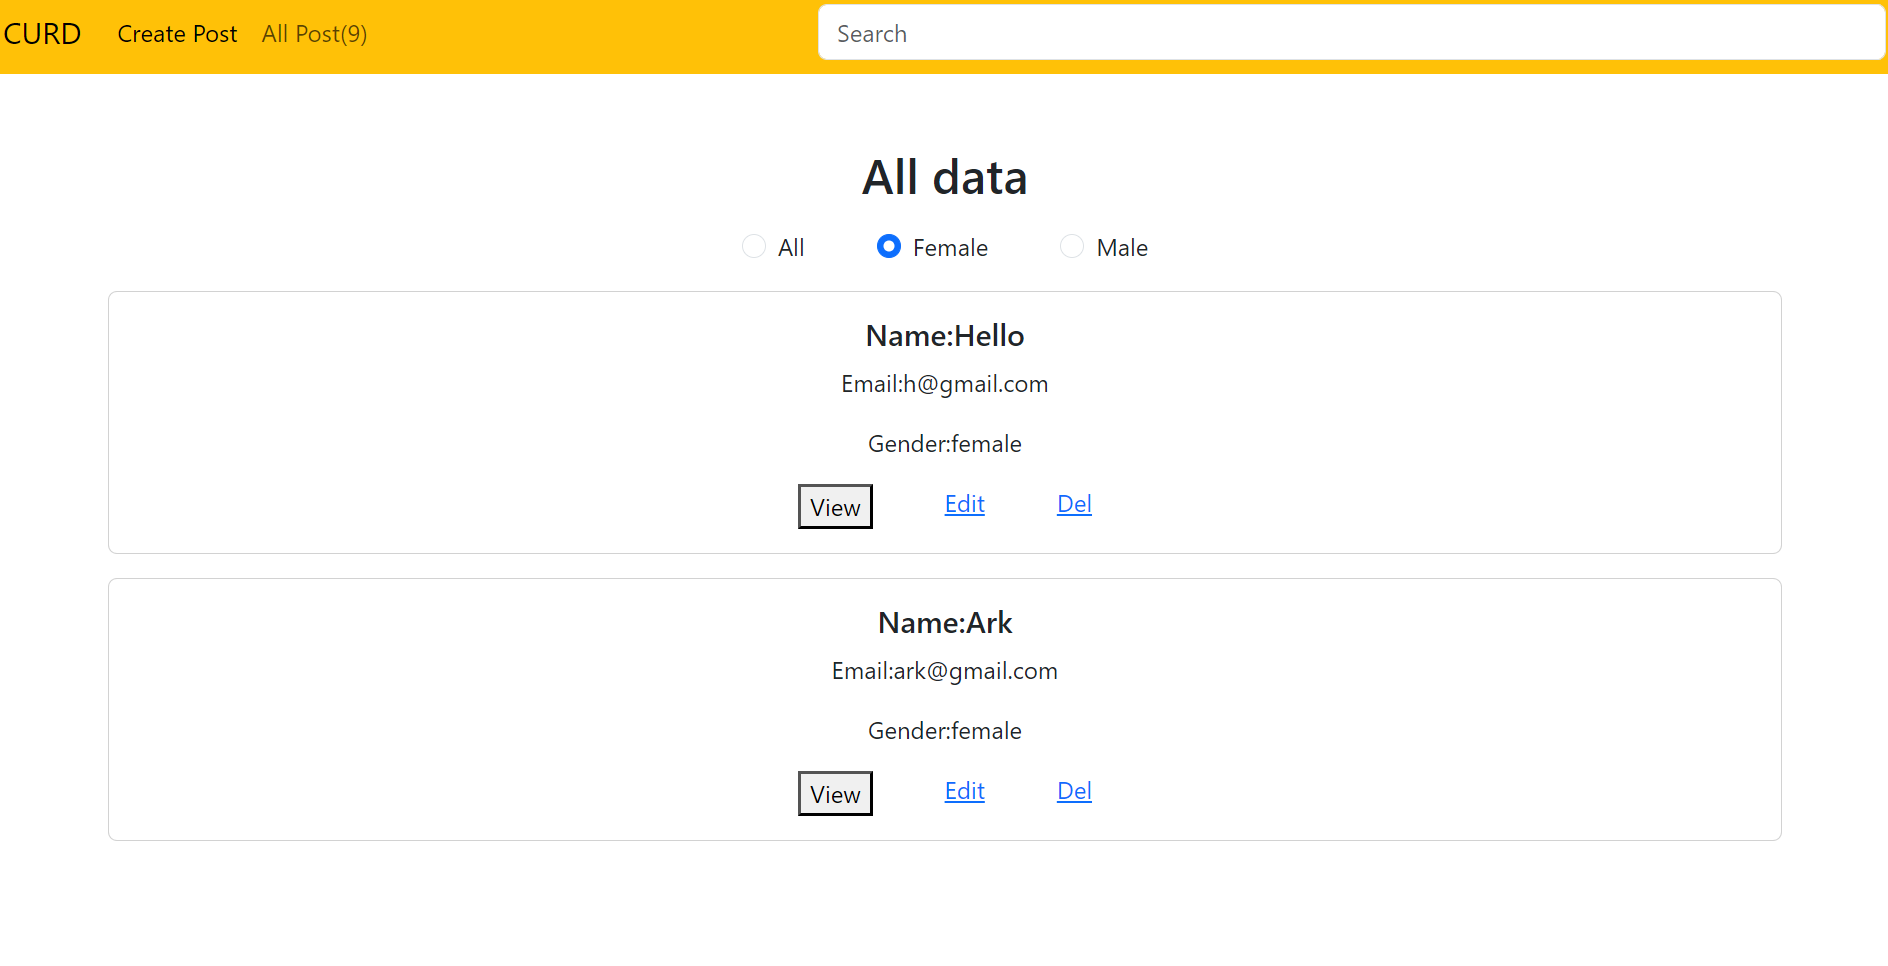 CURD Create Post All Post(9) Search
All data
All Female Male
Name:Hello
Email:h@gmail.com
Gender:female
View Edit Del
Name:Ark
Email:ark@gmail.com
Gender:female
View Edit Del